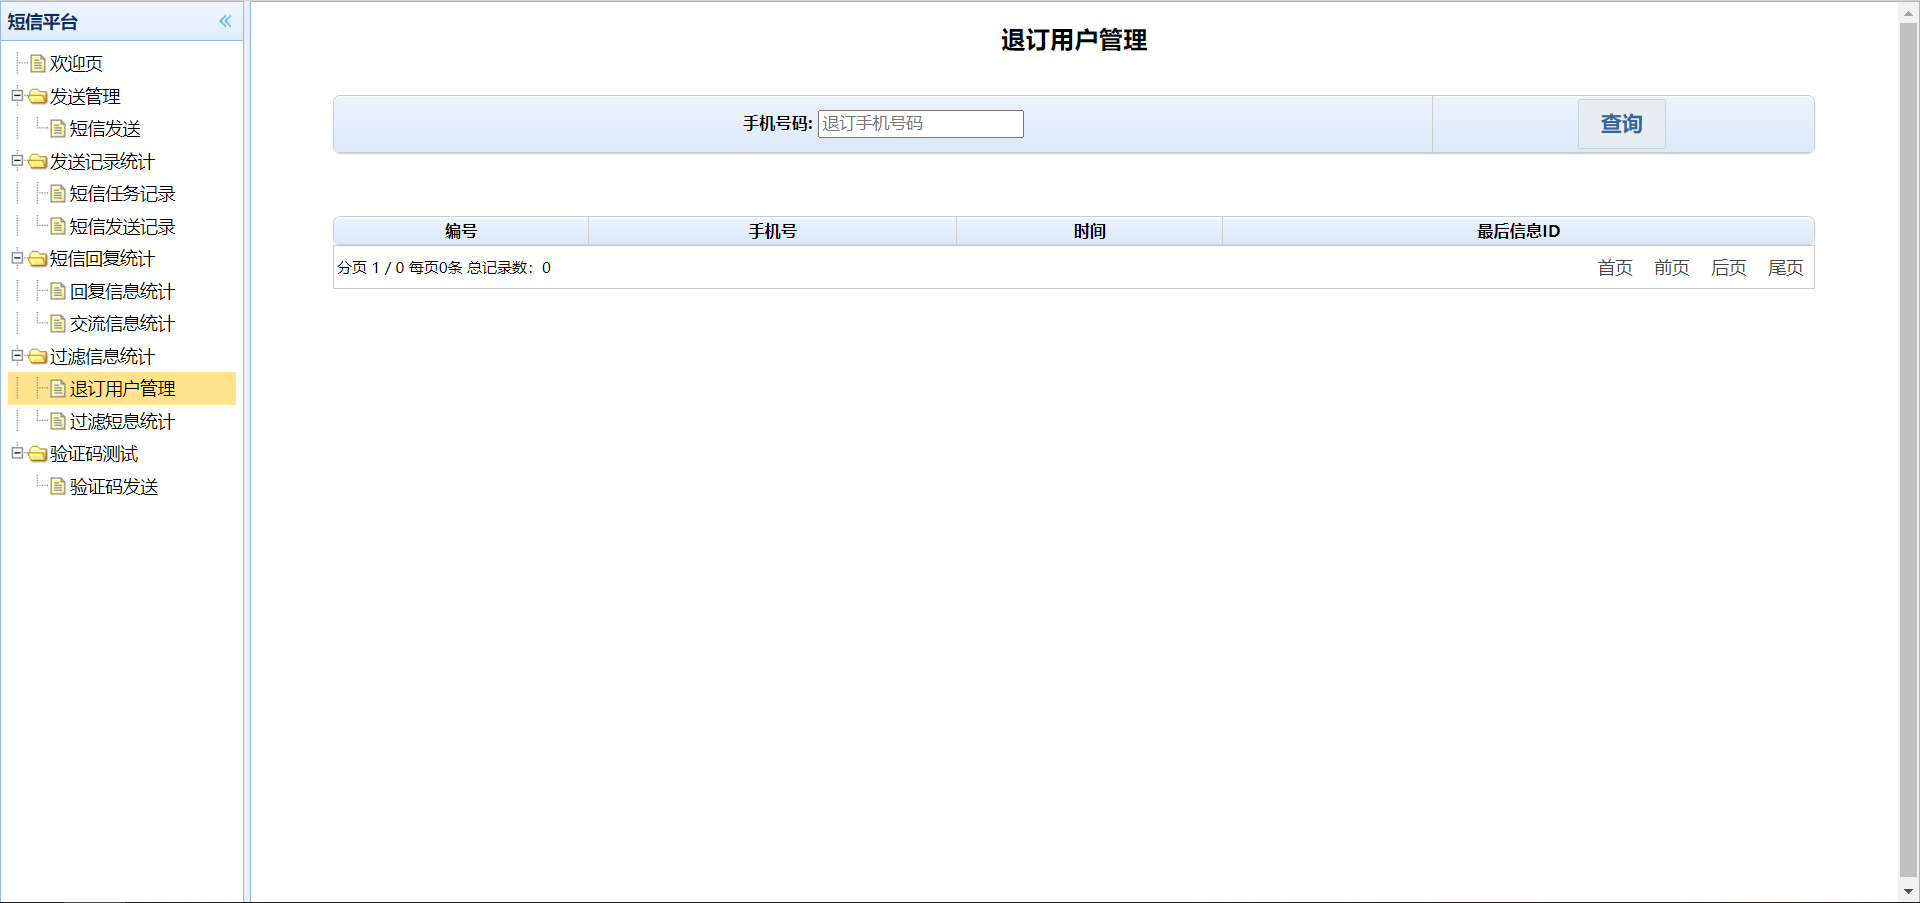 短信平台
欢迎页
发送管理
短信发送
发送记录统计
短信任务记录
短信发送记录
短信回复统计
回复信息统计
交流信息统计
过滤信息统计
退订用户管理
过滤短息统计
验证码测试
验证码发送
退订用户管理
手机号码: 退订手机号码 查询
编号 手机号 时间 最后信息ID
分页 1 / 0 每页0条 总记录数：0 首页 前页 后页 尾页